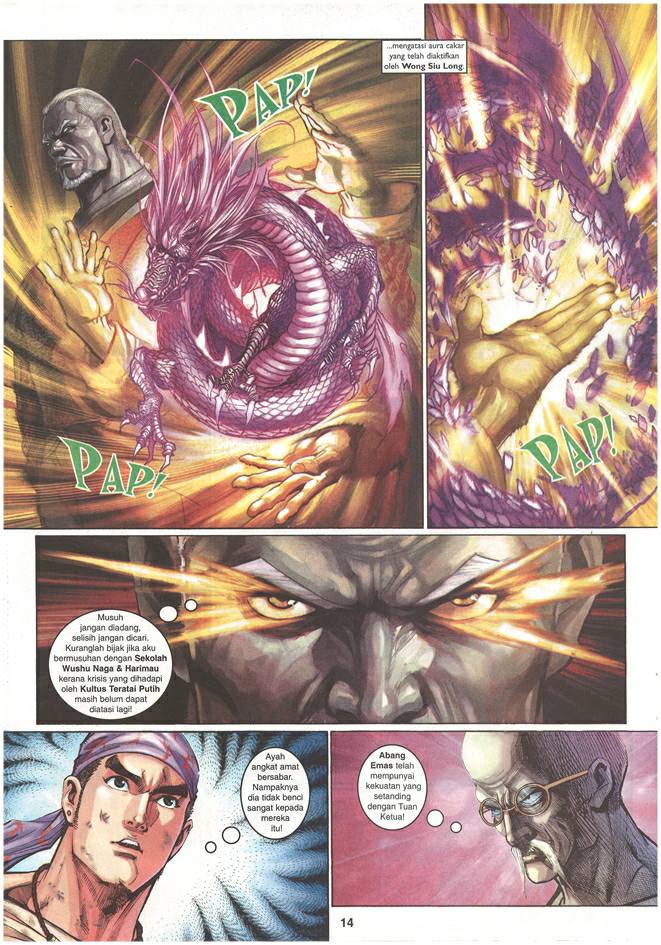 PAP!
...mengatasi aura cakar
yang telah diaktifkan
oleh Wong Siu Long.
PAP!
PAP!
Musuh
jangan diadang,
selisih jangan dicari.
Kuranglah bijak jika aku
bermusuhan dengan Sekolah
Wushu Naga & Harimau
kerana krisis yang dihadapi
oleh Kultus Teratai Putih
masih belum dapat
diatasi lagi!
Ayah
angkat amat
bersabar.
Nampaknya
dia tidak benci
sangat kepada
mereka
itu!
Abang
Emas telah
mempunyai
kekuatan yang
setanding
dengan Tuan
Ketua!
14